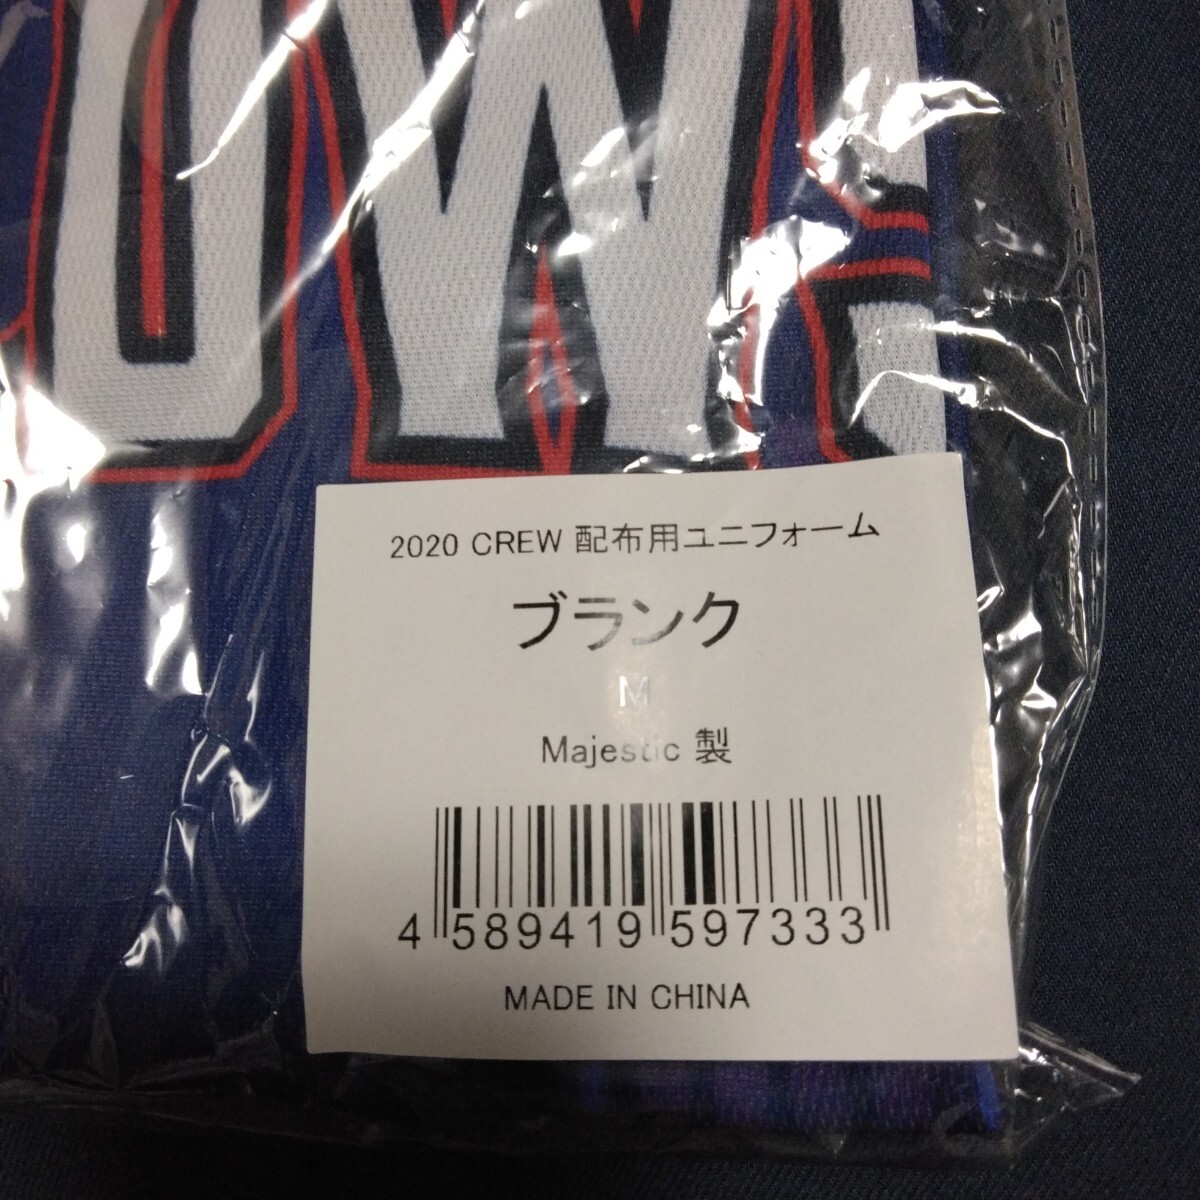 OW
2020 CREW 配布用ユニフォーム
ブランク
M
Majestic 製
4 589419 597333
MADE IN CHINA